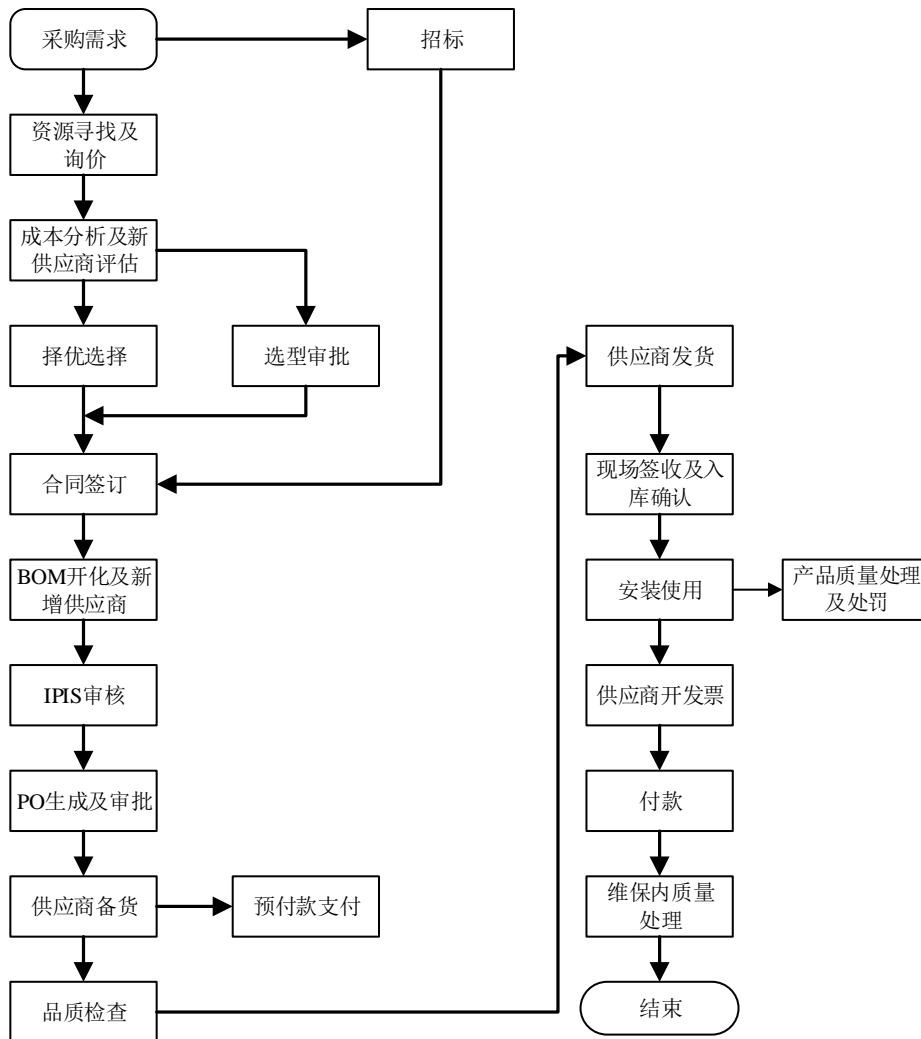 采购需求
招标
资源寻找及
询价
成本分析及新
供应商评估
择优选择
选型审批
合同签订
BOM开化及新
增供应商
IPIS审核
PO生成及审批
供应商备货
预付款支付
品质检查
供应商发货
现场签收及入
库确认
安装使用
产品质量处理
及处罚
供应商开发票
付款
维保内质量
处理
结束